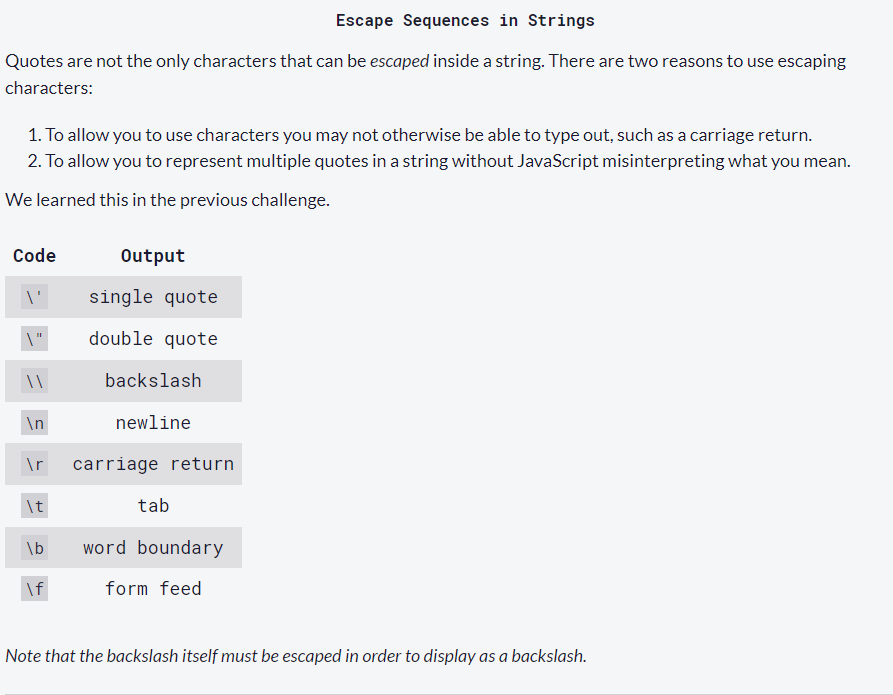 Escape Sequences in Strings
Quotes are not the only characters that can be escaped inside a string. There are two reasons to use escaping
characters:
1. To allow you to use characters you may not otherwise be able to type out, such as a carriage return.
2. To allow you to represent multiple quotes in a string without JavaScript misinterpreting what you mean.
We learned this in the previous challenge.
Code Output
\' single quote
\" double quote
\\ backslash
\n newline
\r carriage return
\t tab
\b word boundary
\f form feed
Note that the backslash itself must be escaped in order to display as a backslash.